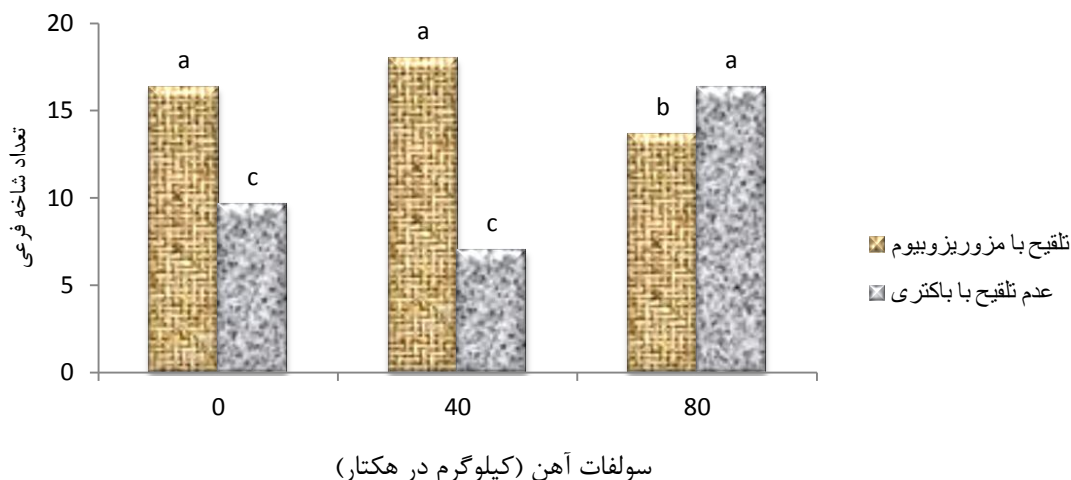 20
15
10
5
0
تعداد شاخه فرعی
a
c
a
c
b
a
0
40
80
سولفات آهن (کیلوگرم در هکتار)
تلقیح با مزوریزوبیوم
عدم تلقیح با باکتری